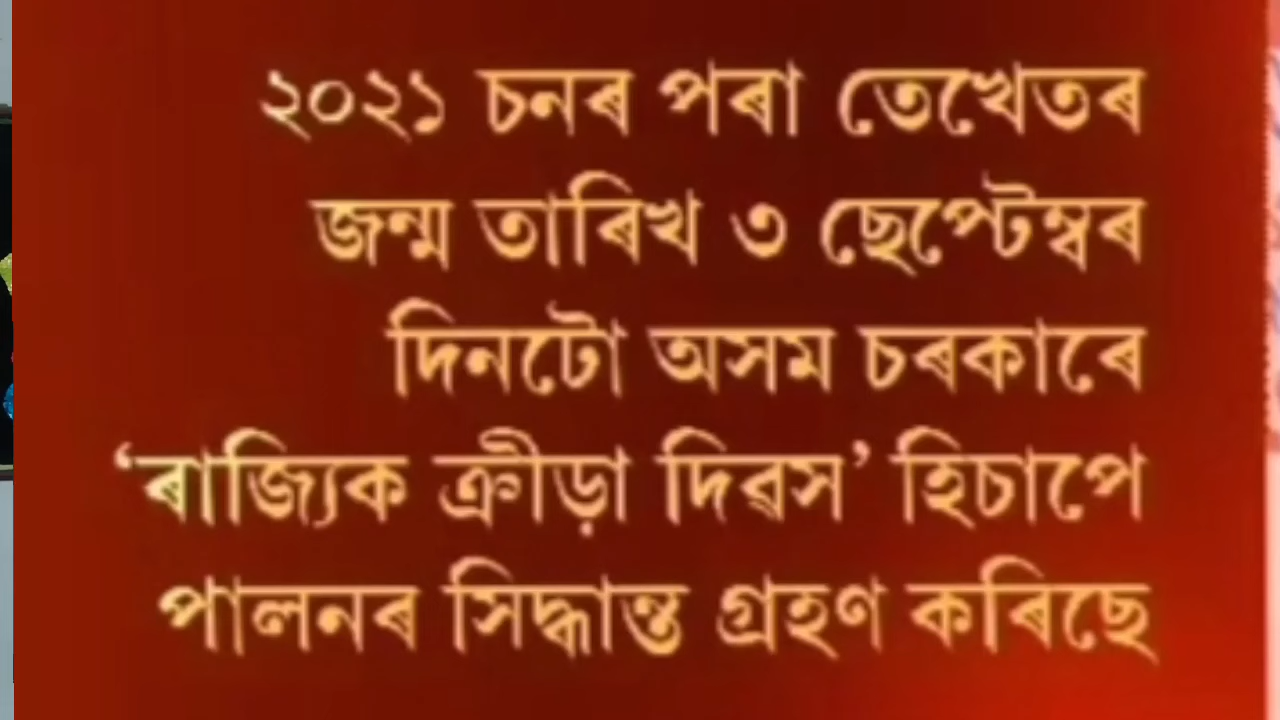 ২০২১ চনৰ পৰা তেখেতৰ
জন্ম তাৰিখ ৩ ছেপ্টেম্বৰ
দিনটো অসম চৰকাৰে
‘ৰাজ্যিক ক্ৰীড়া দিৱস’ হিচাপে
পালনৰ সিদ্ধান্ত গ্ৰহণ কৰিছে